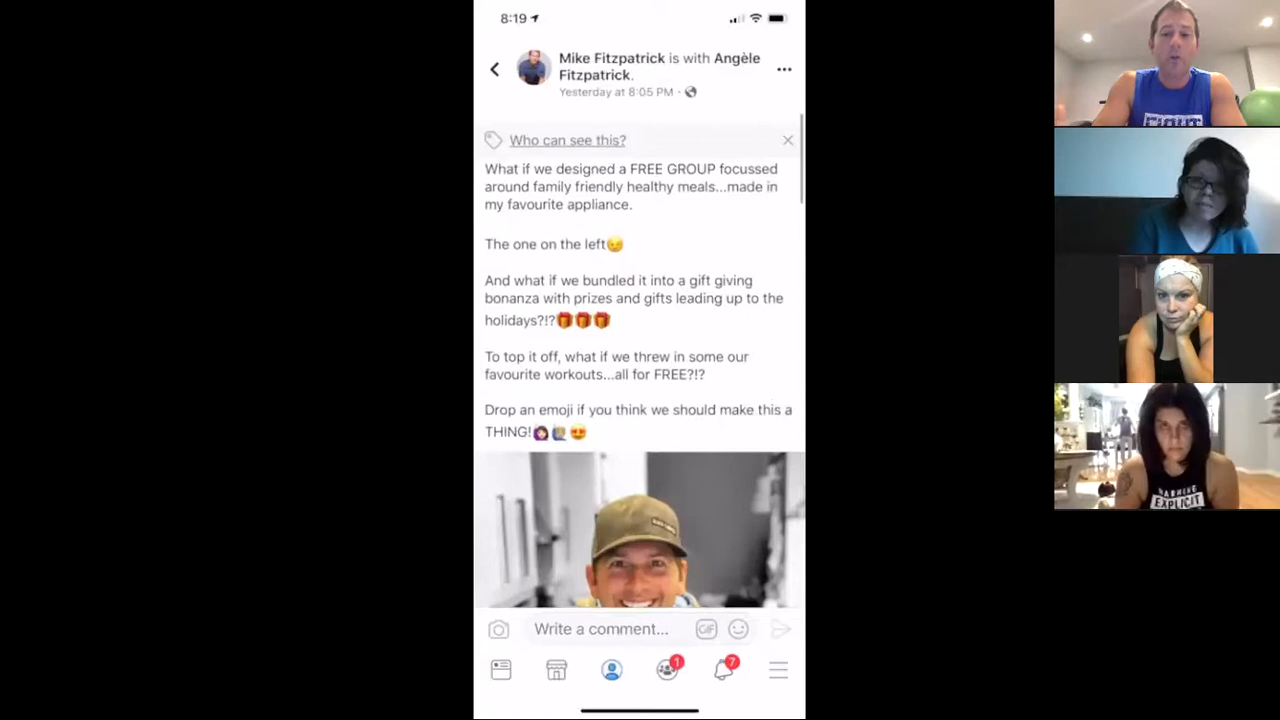 8:19
Mike Fitzpatrick is with Angèle
Fitzpatrick.
Yesterday at 8:05 PM ·
Who can see this?
What if we designed a FREE GROUP focussed
around family friendly healthy meals...made in
my favourite appliance.
The one on the left😉
And what if we bundled it into a gift giving
bonanza with prizes and gifts leading up to the
holidays?!?🎁🎁🎁
To top it off, what if we threw in some our
favourite workouts...all for FREE?!?
Drop an emoji if you think we should make this a
THING!🙋🏻‍♀️🙋🏼‍♂️😍
Write a comment...
GIF
1
7
WARNING
EXPLICIT